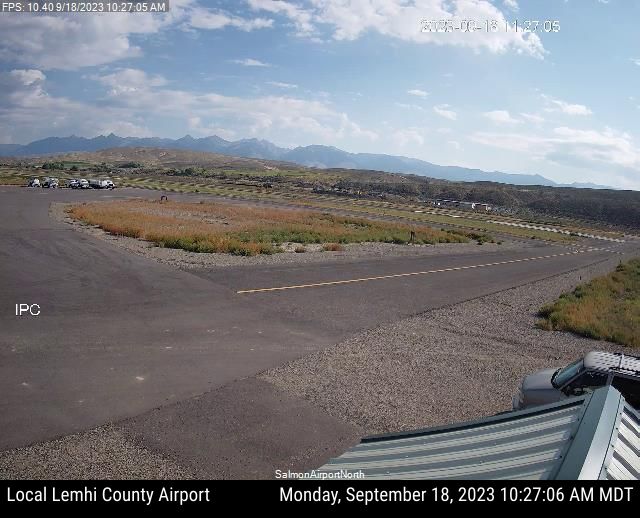 FPS: 10.40 9/18/2023 10:27:05 AM
2023-09-18 11:27:05
IPC
SalmonAirportNorth
Local Lemhi County Airport
Monday, September 18, 2023 10:27:06 AM MDT